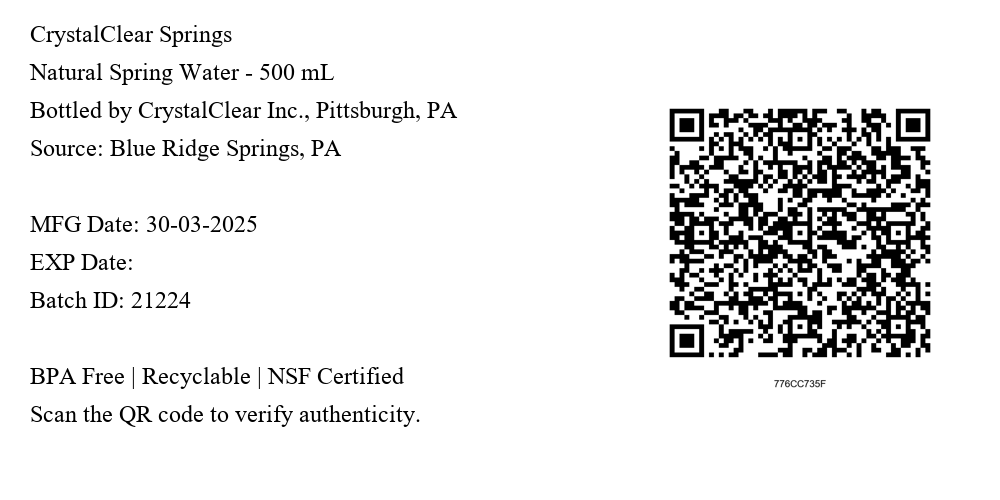 CrystalClear Springs
Natural Spring Water - 500 mL
Bottled by CrystalClear Inc., Pittsburgh, PA
Source: Blue Ridge Springs, PA
MFG Date: 30-03-2025
EXP Date:
Batch ID: 21224
BPA Free | Recyclable | NSF Certified
Scan the QR code to verify authenticity.
776CC735F